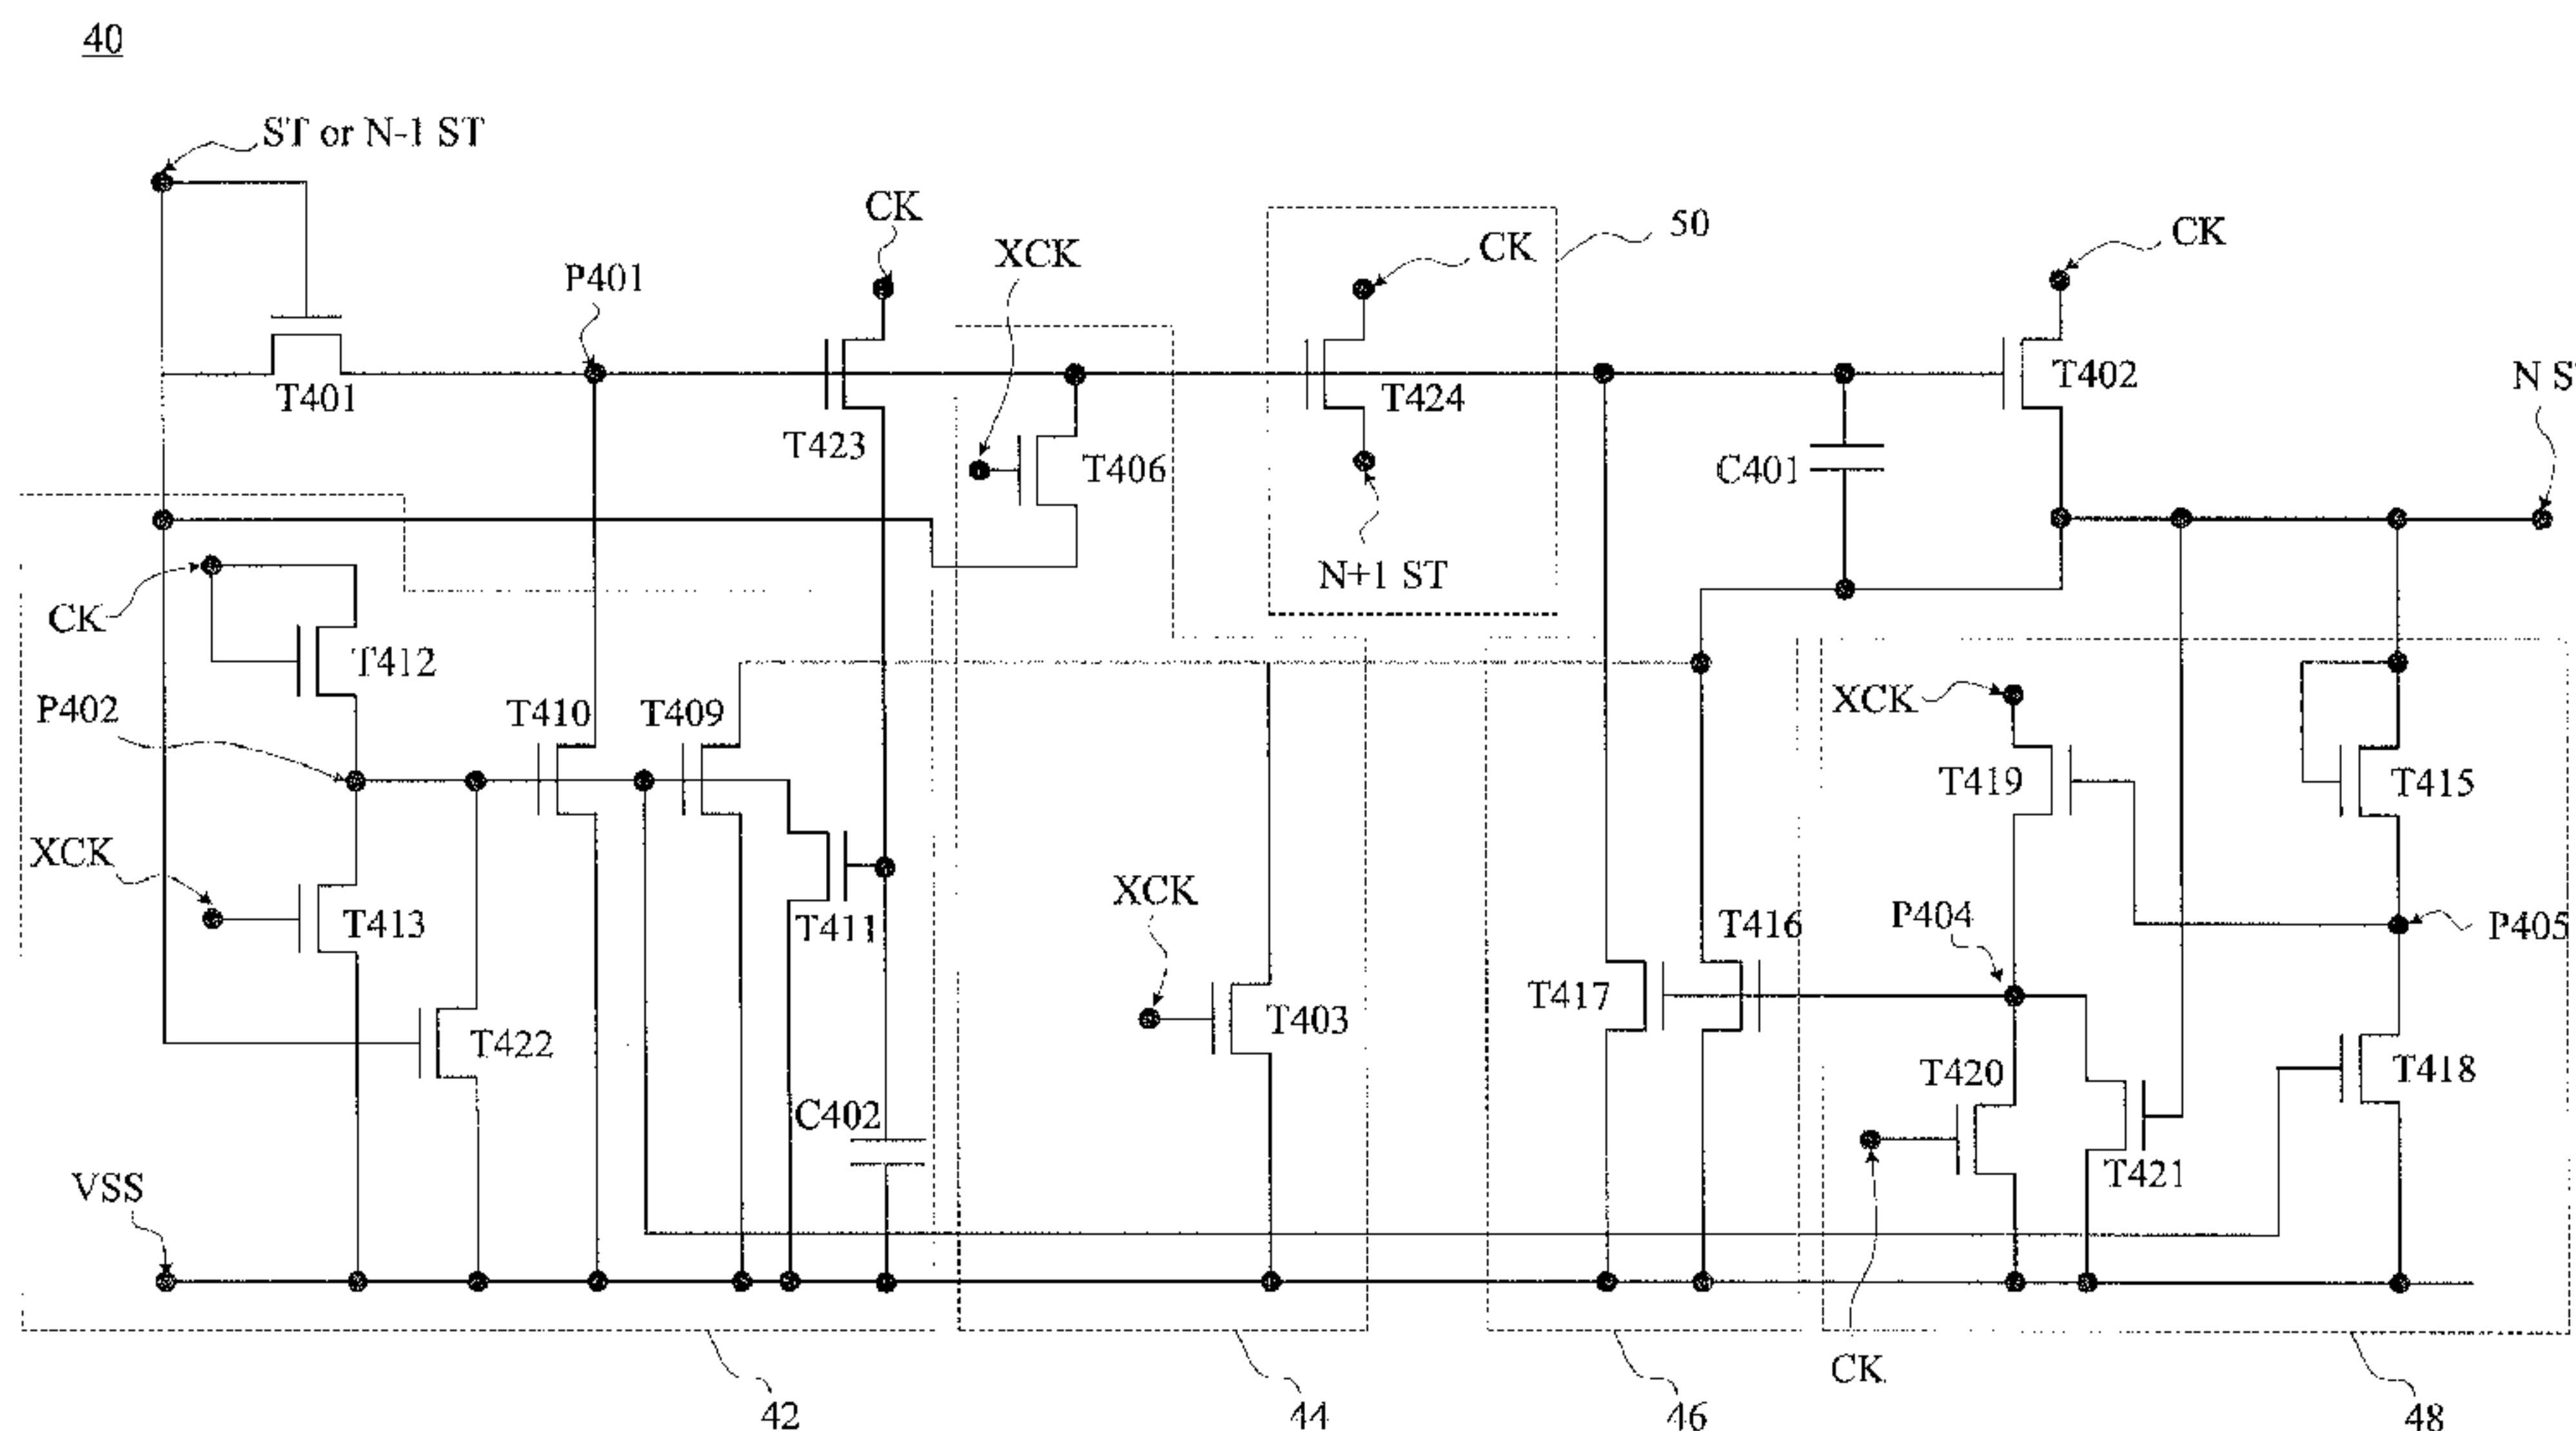 40
ST or N-1 ST
CK
XCK
P401
CK
50
CK
T401
T423
T406
T424
C401
T402
N S
N+1 ST
CK
T412
P402
T410
T409
XCK
T419
T415
XCK
T413
T411
XCK
T416
P404
P405
T422
T417
T403
T420
T418
C402
T421
VSS
CK
42
44
46
48